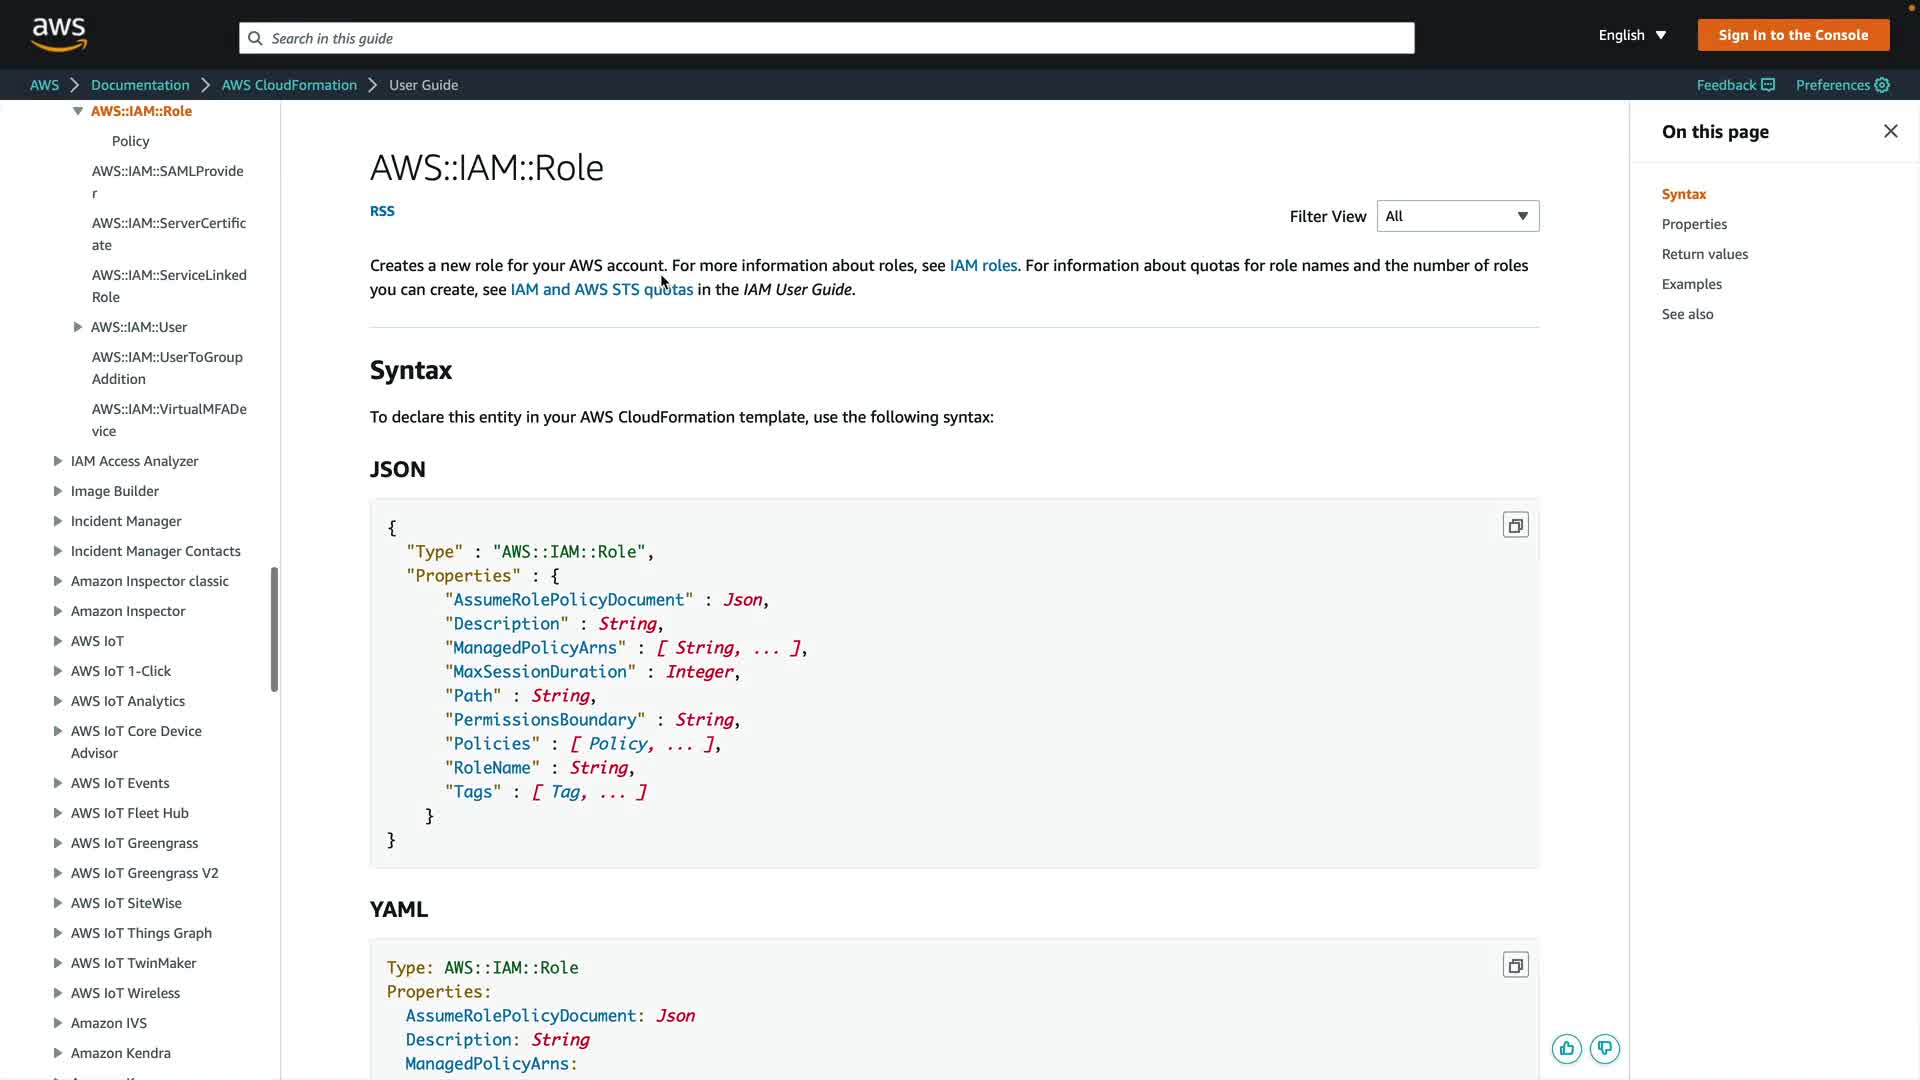 aws
Search in this guide
English
Sign In to the Console
AWS
Documentation
AWS CloudFormation
User Guide
Feedback
Preferences
AWS::IAM::Role
Policy
AWS::IAM::SAMLProvide
r
AWS::IAM::ServerCertific
ate
AWS::IAM::ServiceLinked
Role
AWS::IAM::User
AWS::IAM::UserToGroup
Addition
AWS::IAM::VirtualMFADe
vice
IAM Access Analyzer
Image Builder
Incident Manager
Incident Manager Contacts
Amazon Inspector classic
Amazon Inspector
AWS IoT
AWS IoT 1-Click
AWS IoT Analytics
AWS IoT Core Device
Advisor
AWS IoT Events
AWS IoT Fleet Hub
AWS IoT Greengrass
AWS IoT Greengrass V2
AWS IoT SiteWise
AWS IoT Things Graph
AWS IoT TwinMaker
AWS IoT Wireless
Amazon IVS
Amazon Kendra
AWS::IAM::Role
RSS
Filter View
All
Creates a new role for your AWS account. For more information about roles, see IAM roles. For information about quotas for role names and the number of roles
you can create, see IAM and AWS STS quotas in the IAM User Guide.
Syntax
To declare this entity in your AWS CloudFormation template, use the following syntax:
JSON
{
"Type" : "AWS::IAM::Role",
"Properties" : {
"AssumeRolePolicyDocument" : Json,
"Description" : String,
"ManagedPolicyArns" : [ String, ... ],
"MaxSessionDuration" : Integer,
"Path" : String,
"PermissionsBoundary" : String,
"Policies" : [ Policy, ... ],
"RoleName" : String,
"Tags" : [ Tag, ... ]
}
}
YAML
Type: AWS::IAM::Role
Properties:
AssumeRolePolicyDocument: Json
Description: String
ManagedPolicyArns:
On this page
Syntax
Properties
Return values
Examples
See also